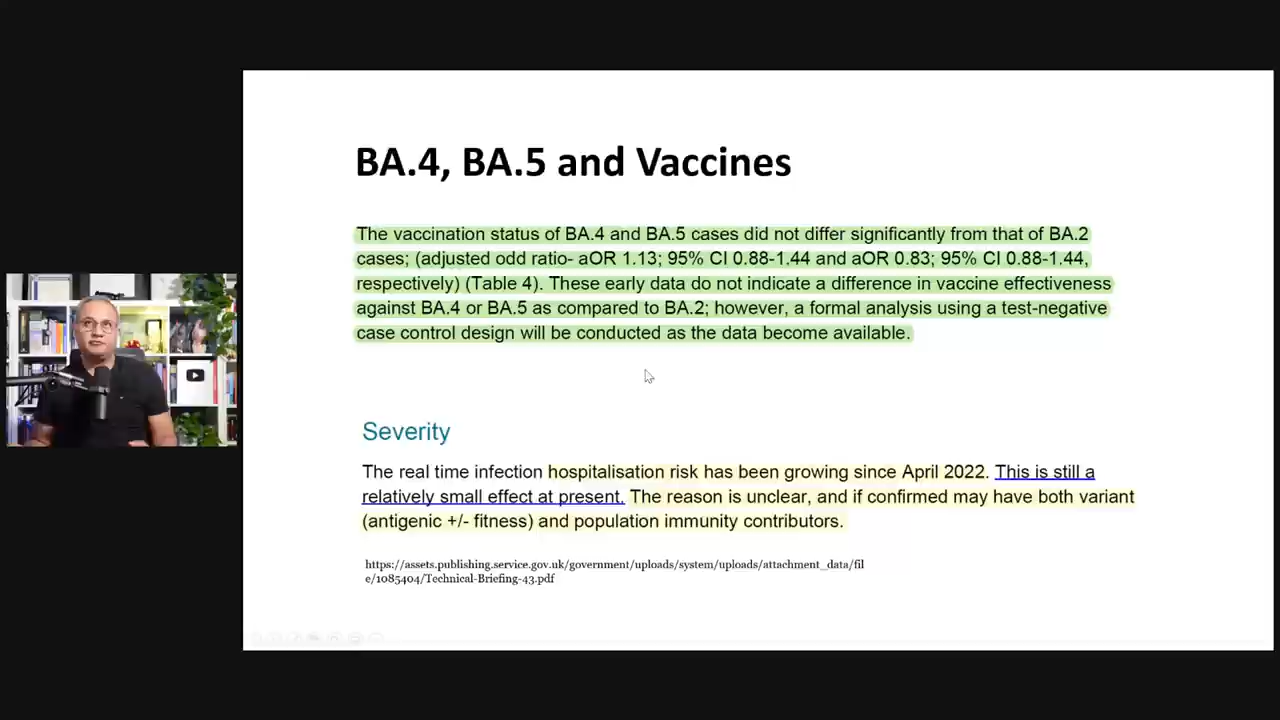 BA.4, BA.5 and Vaccines
The vaccination status of BA.4 and BA.5 cases did not differ significantly from that of BA.2
cases; (adjusted odd ratio- aOR 1.13; 95% CI 0.88-1.44 and aOR 0.83; 95% CI 0.88-1.44,
respectively) (Table 4). These early data do not indicate a difference in vaccine effectiveness
against BA.4 or BA.5 as compared to BA.2; however, a formal analysis using a test-negative
case control design will be conducted as the data become available.
Severity
The real time infection hospitalisation risk has been growing since April 2022. This is still a
relatively small effect at present. The reason is unclear, and if confirmed may have both variant
(antigenic +/- fitness) and population immunity contributors.
https://assets.publishing.service.gov.uk/government/uploads/system/uploads/attachment_data/fil
e/1085404/Technical-Briefing-43.pdf